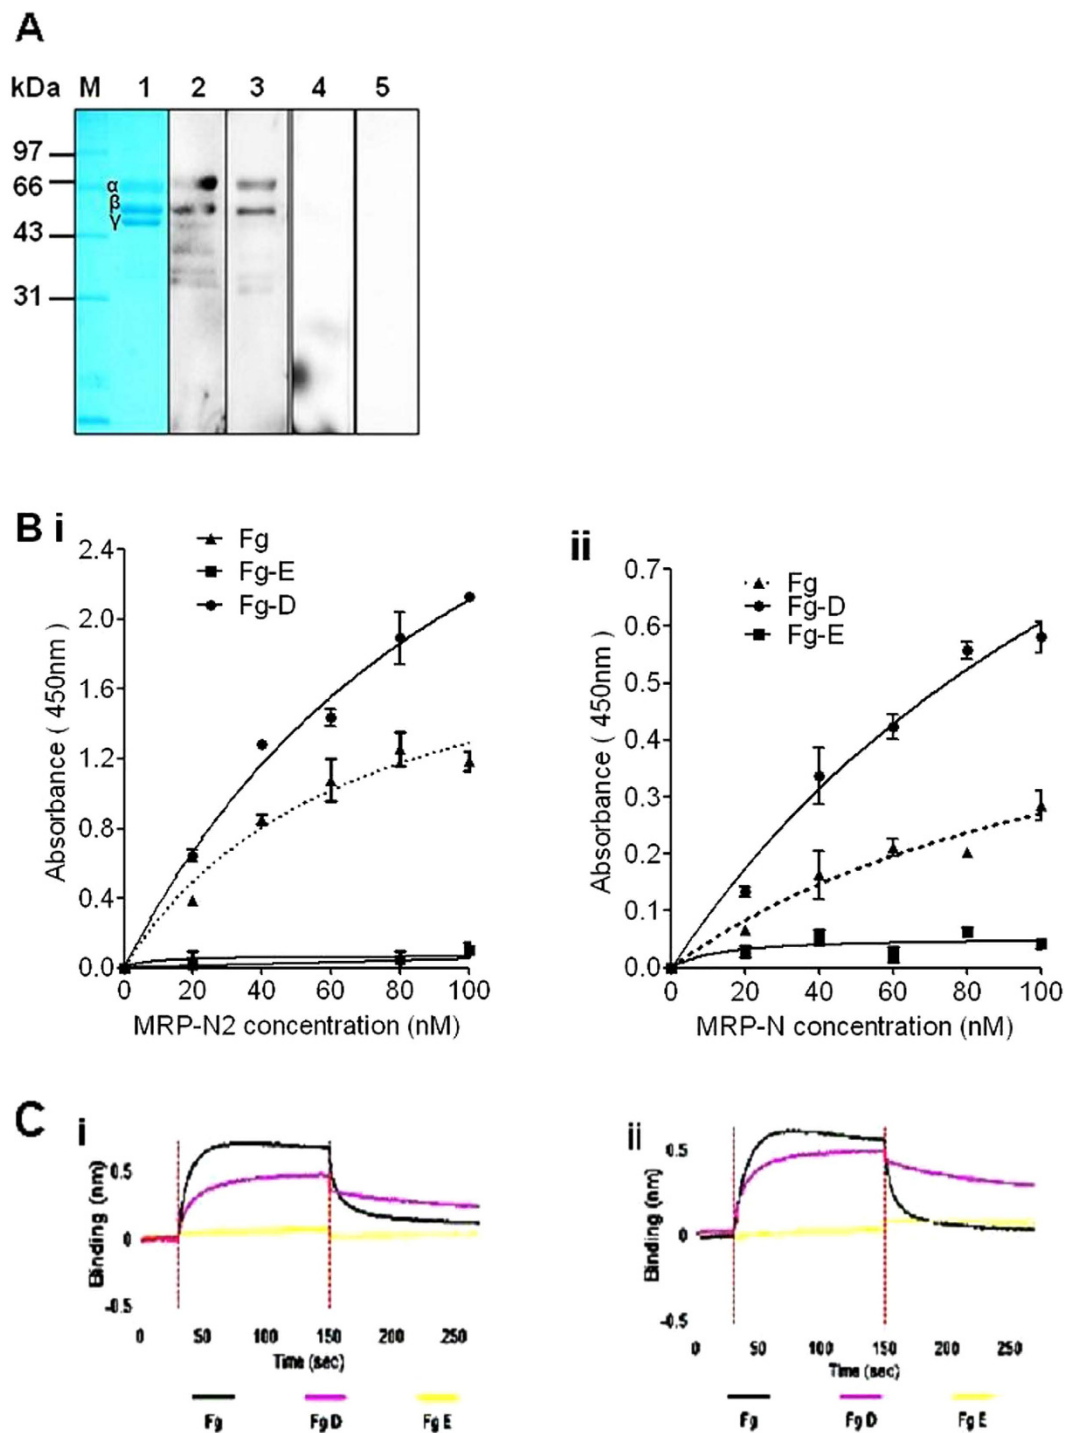 A
kDa M 1 2 3 4 5
97
66
43
31
α
β
γ
B i
Fg
Fg-E
Fg-D
2.4
2.0
1.6
1.2
0.8
0.4
0.0
Absorbance ( 450nm )
0 20 40 60 80 100
MRP-N2 concentration (nM)
ii
Fg
Fg-D
Fg-E
0.7
0.6
0.5
0.4
0.3
0.2
0.1
0.0
Absorbance ( 450nm )
0 20 40 60 80 100
MRP-N concentration (nM)
C
i
0.5
0
-0.5
Binding (nm)
0 50 100 150 200 250
Time (sec)
Fg Fg D Fg E
ii
0.5
0
-0.5
Binding (nm)
0 50 100 150 200 250
Time (sec)
Fg Fg D Fg E